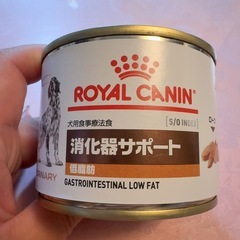 ROYAL CANIN
犬用食事療法食
S/O INDEX
消化器サポート
低脂肪
GASTROINTESTINAL LOW FAT